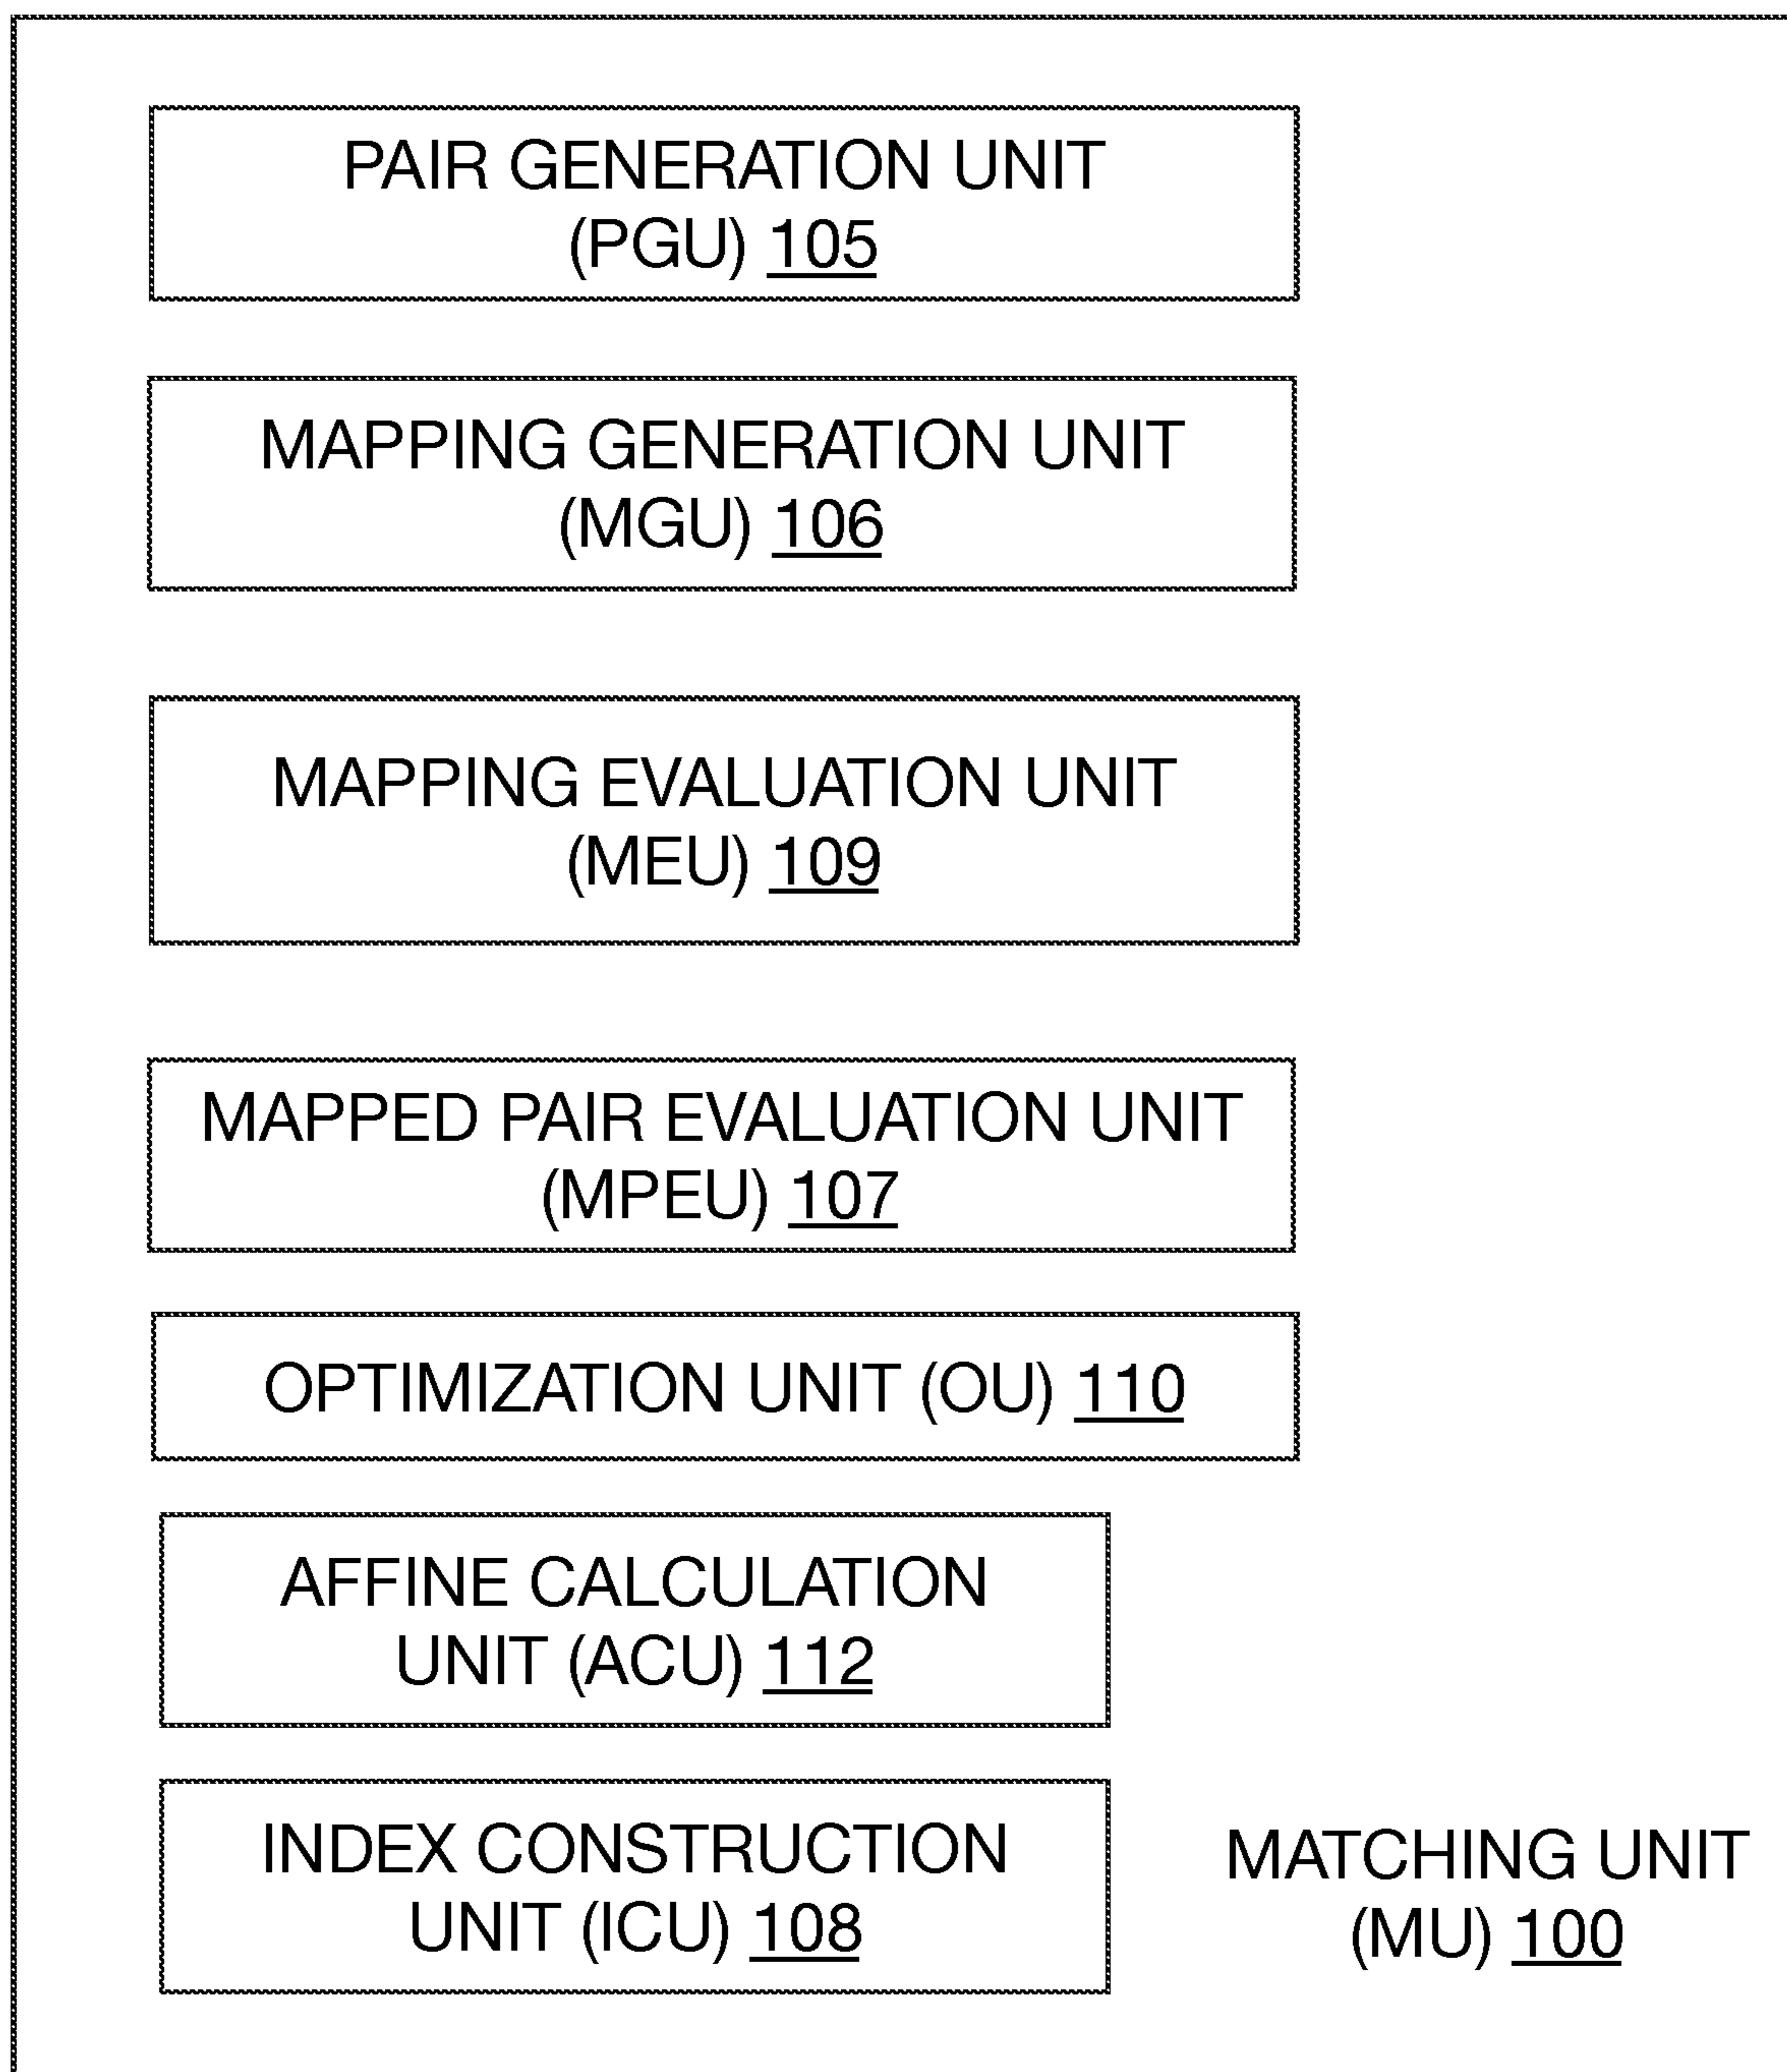 PAIR GENERATION UNIT
(PGU) 105
MAPPING GENERATION UNIT
(MGU) 106
MAPPING EVALUATION UNIT
(MEU) 109
MAPPED PAIR EVALUATION UNIT
(MPEU) 107
OPTIMIZATION UNIT (OU) 110
AFFINE CALCULATION
UNIT (ACU) 112
INDEX CONSTRUCTION
UNIT (ICU) 108
MATCHING UNIT
(MU) 100